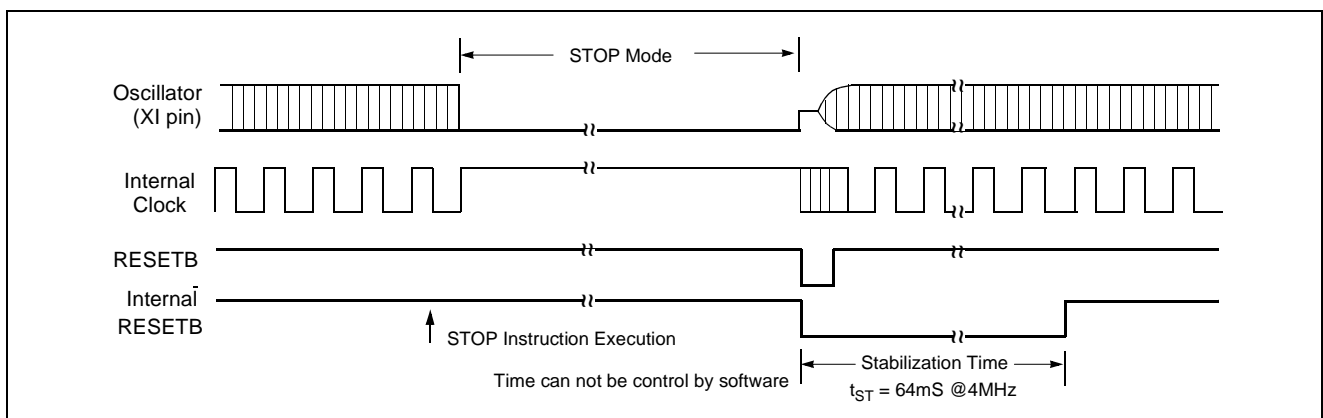 STOP Mode
Oscillator
(XI pin)
Internal
Clock
RESETB
Internal
RESETB
STOP Instruction Execution
Time can not be control by software
Stabilization Time
tST = 64mS @4MHz